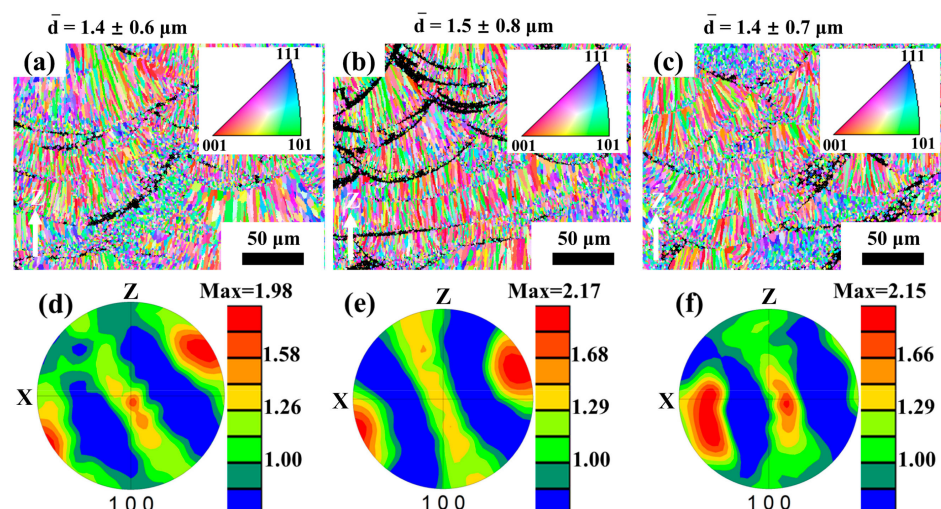 d̄ = 1.4 ± 0.6 µm
d̄ = 1.5 ± 0.8 µm
d̄ = 1.4 ± 0.7 µm
(a)
111
001
101
Z
50 µm
(b)
111
001
101
Z
50 µm
(c)
111
001
101
Z
50 µm
(d)
Z
X
1 0 0
Max=1.98
1.58
1.26
1.00
(e)
Z
X
1 0 0
Max=2.17
1.68
1.29
1.00
(f)
Z
X
1 0 0
Max=2.15
1.66
1.29
1.00